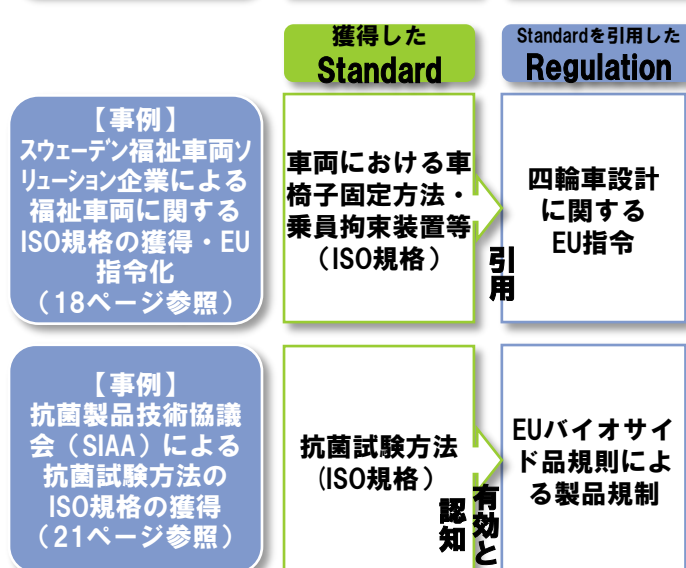 獲得した
Standard
Standardを引用した
Regulation
【事例】
スウェーデン福祉車両ソ
リューション企業による
福祉車両に関する
ISO規格の獲得・EU
指令化
（18ページ参照）
車両における車
椅子固定方法・
乗員拘束装置等
（ISO規格）
引用
四輪車設計
に関する
EU指令
【事例】
抗菌製品技術協議
会（SIAA）による
抗菌試験方法の
ISO規格の獲得
（21ページ参照）
抗菌試験方法
(ISO規格）
有効と
認知
EUバイオサイ
ド品規則によ
る製品規制